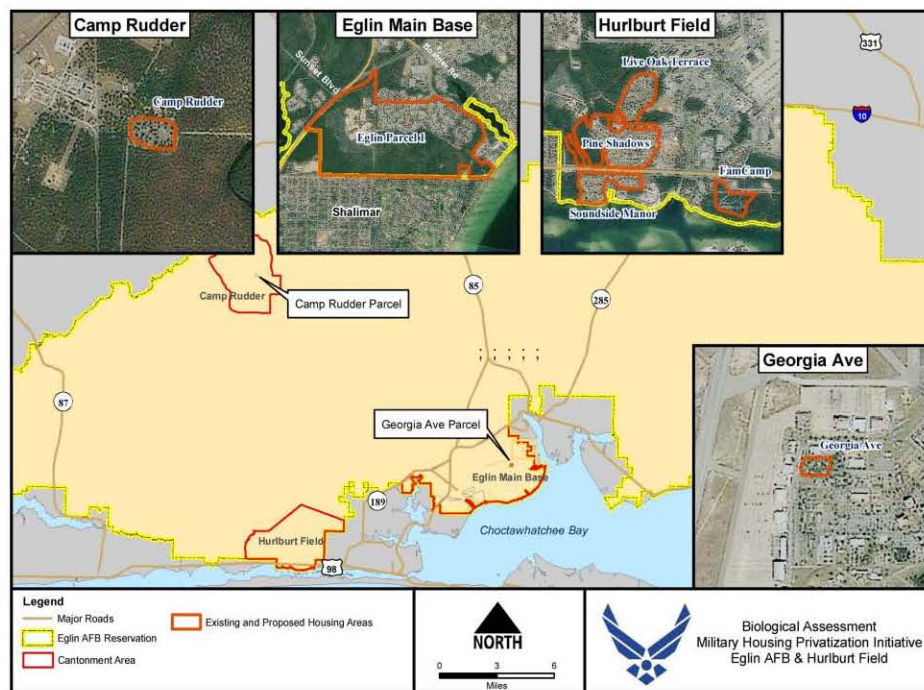 Camp Rudder
Camp Rudder
Eglin Main Base
Sunset Blvd
Eglin Parcel 1
Shalimar
Hurlburt Field
Live Oak Terrace
Pine Shadows
FamCamp
Soundside Manor
331
10
Camp Rudder
Camp Rudder Parcel
85
285
87
Georgia Ave Parcel
Eglin Main Base
189
Hurlburt Field
98
Choctawhatchee Bay
Georgia Ave
Georgia Ave
Legend
Major Roads
Eglin AFB Reservation
Cantonment Area
Existing and Proposed Housing Areas
NORTH
0 3 6
Miles
Biological Assessment
Military Housing Privatization Initiative
Eglin AFB & Hurlburt Field